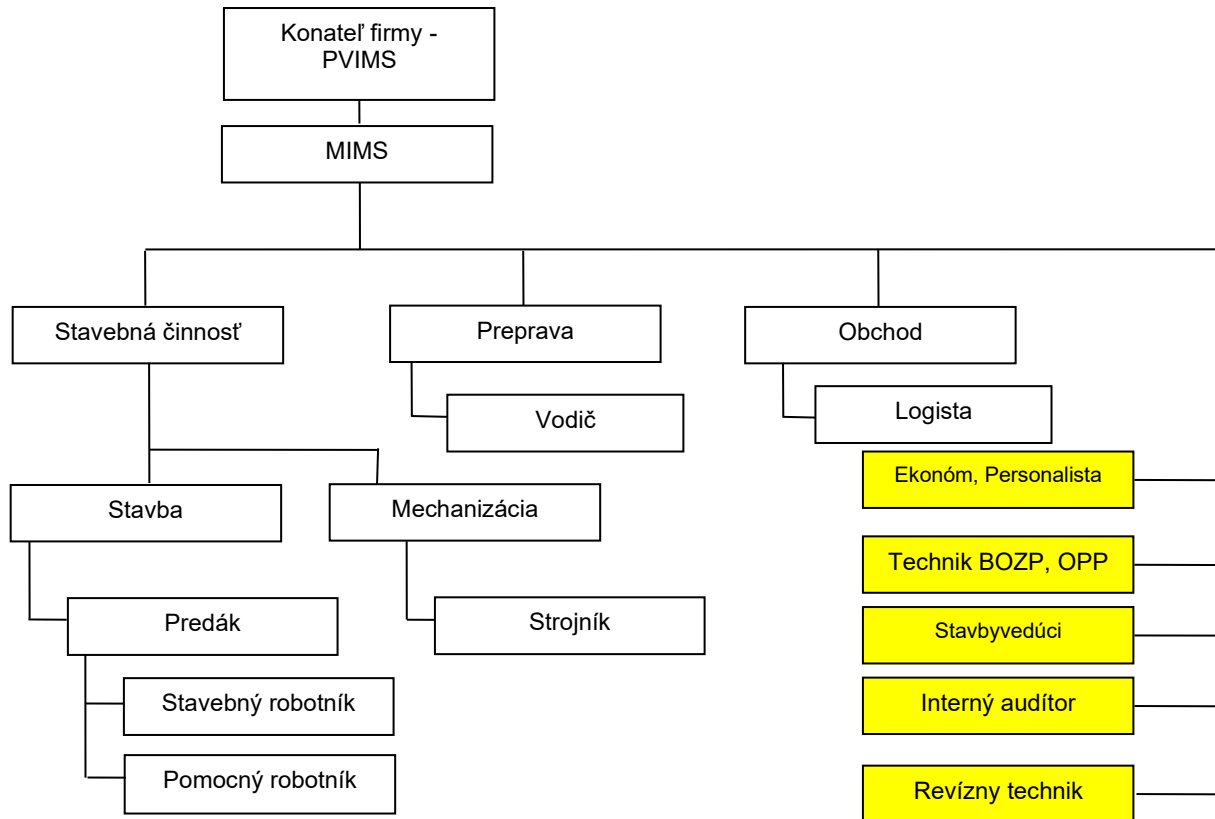 Konateľ firmy -
PVIMS
MIMS
Stavebná činnosť
Preprava
Obchod
Vodič
Logista
Ekonóm, Personalista
Stavba
Mechanizácia
Technik BOZP, OPP
Predák
Strojník
Stavbyvedúci
Stavebný robotník
Interný audítor
Pomocný robotník
Revízny technik